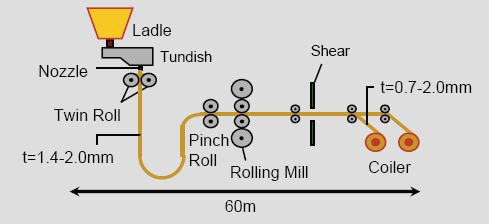 Ladle
Tundish
Nozzle
Twin Roll
t=1.4-2.0mm
Pinch
Roll
Rolling Mill
Shear
t=0.7-2.0mm
Coiler
60m